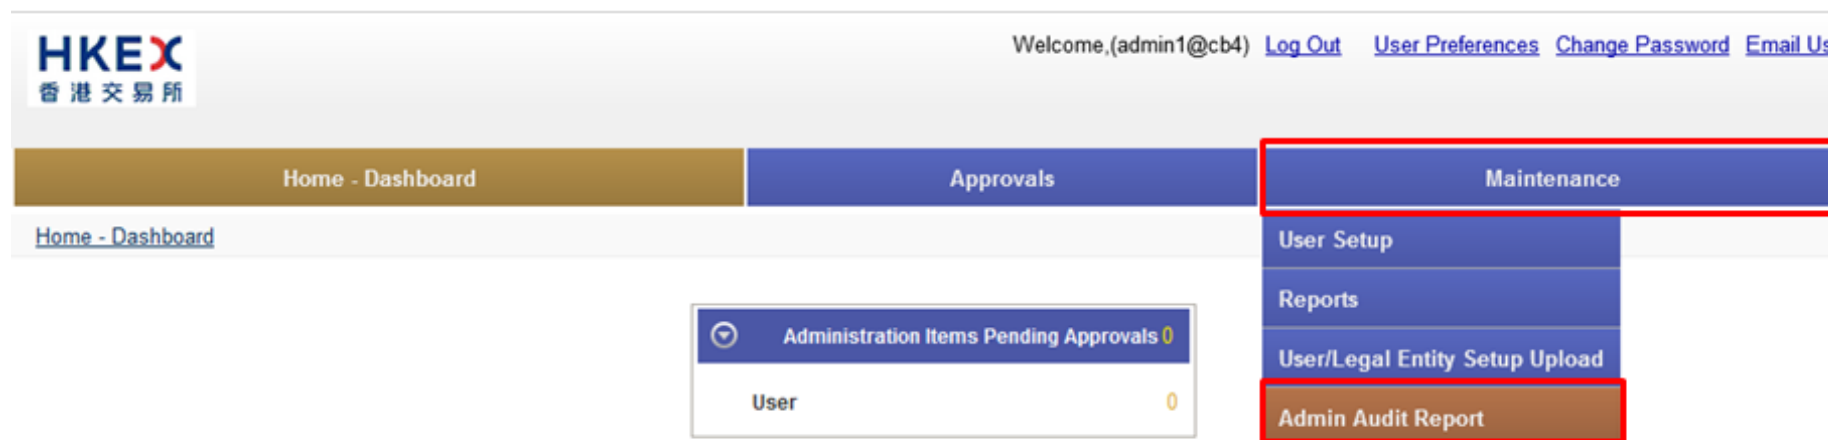 HKEX
香港交易所
Welcome,(admin1@cb4) Log Out User Preferences Change Password Email Us
Home - Dashboard Approvals Maintenance
Home - Dashboard
User Setup
Reports
Administration Items Pending Approvals 0
User/Legal Entity Setup Upload
User 0
Admin Audit Report